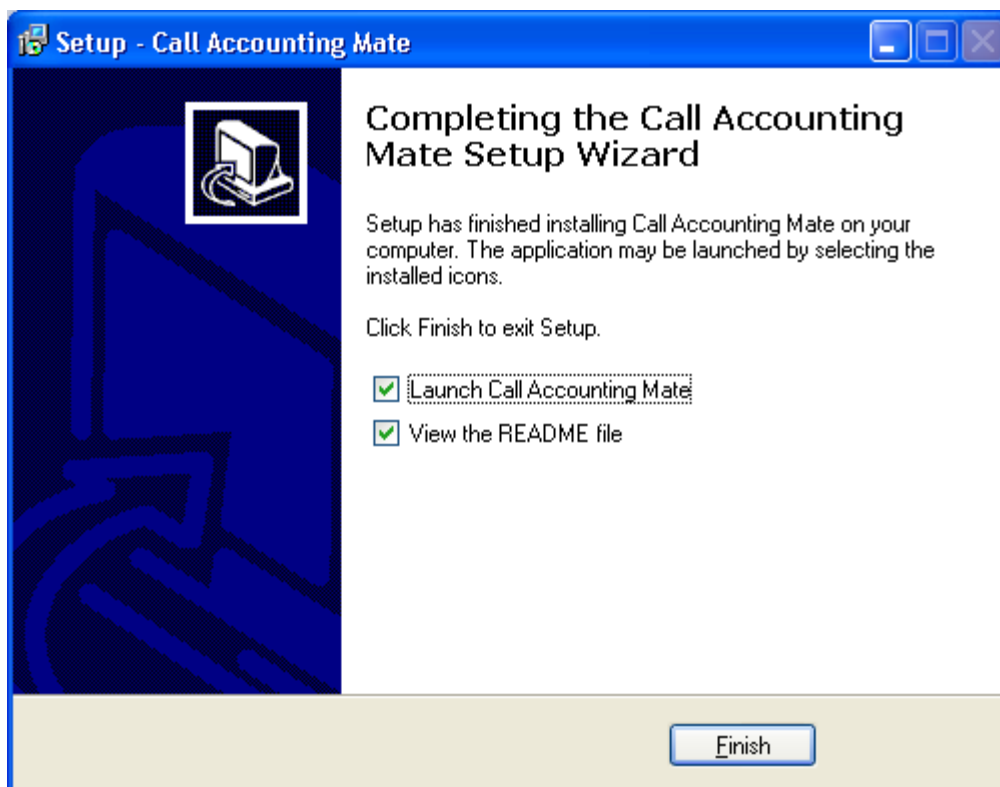 Setup - Call Accounting Mate
Completing the Call Accounting
Mate Setup Wizard
Setup has finished installing Call Accounting Mate on your
computer. The application may be launched by selecting the
installed icons.
Click Finish to exit Setup.
Launch Call Accounting Mate
View the README file
Finish